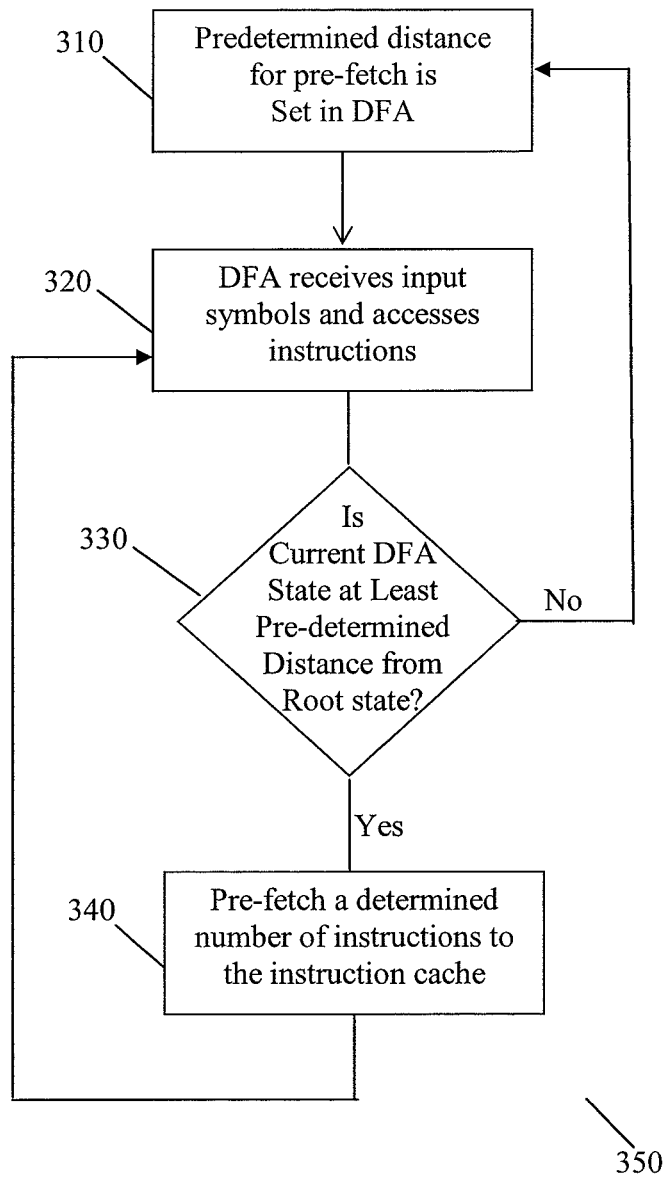 310
Predetermined distance
for pre-fetch is
Set in DFA
320
DFA receives input
symbols and accesses
instructions
330
Is
Current DFA
State at Least
Pre-determined
Distance from
Root state?
No
Yes
340
Pre-fetch a determined
number of instructions to
the instruction cache
350